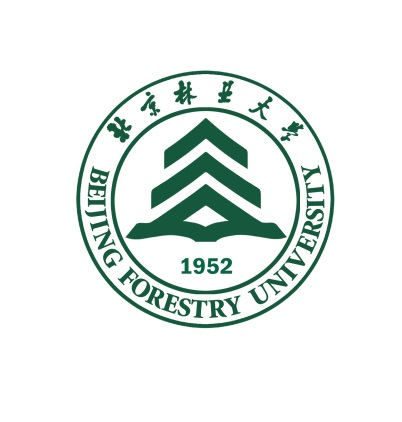 北京林业大学
1952
BEIJING FORESTRY UNIVERSITY